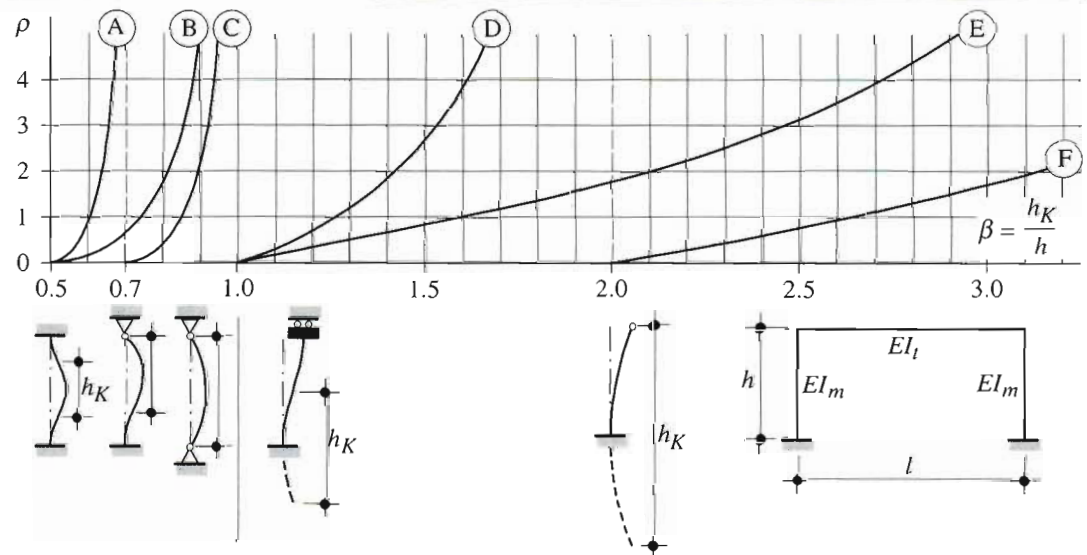 ρ A B C D E
4
3
2 F
1
0
β = h_K / h
0.5 0.7 1.0 1.5 2.0 2.5 3.0
h_K
h_K
h_K
h
EI_t
EI_m EI_m
l